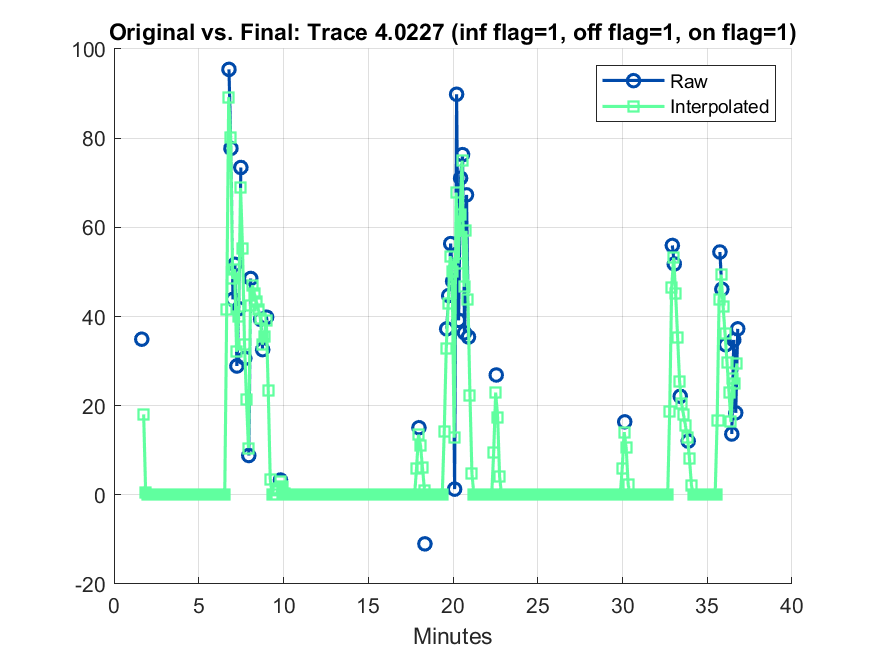 Original vs. Final: Trace 4.0227 (inf flag=1, off flag=1, on flag=1)
100
80
60
40
20
0
-20
Raw
Interpolated
0 5 10 15 20 25 30 35 40
Minutes